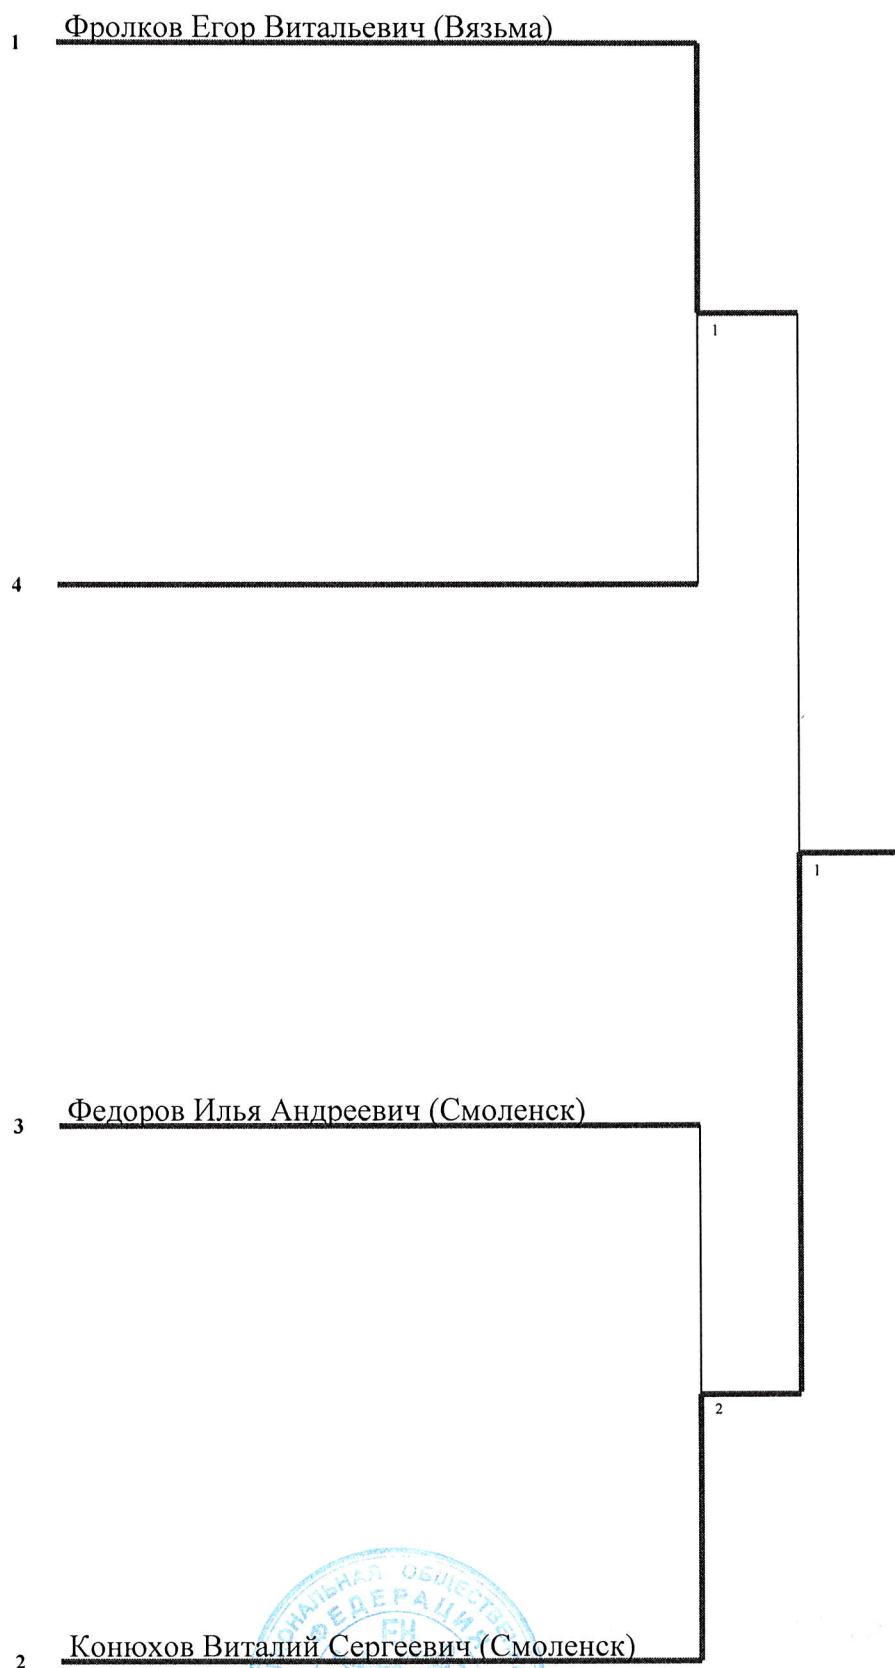 1 Фролков Егор Витальевич (Вязьма)
1
4
1
3 Федоров Илья Андреевич (Смоленск)
2
ФЕДЕРАЦИЯ
2 Конюхов Виталий Сергеевич (Смоленск)